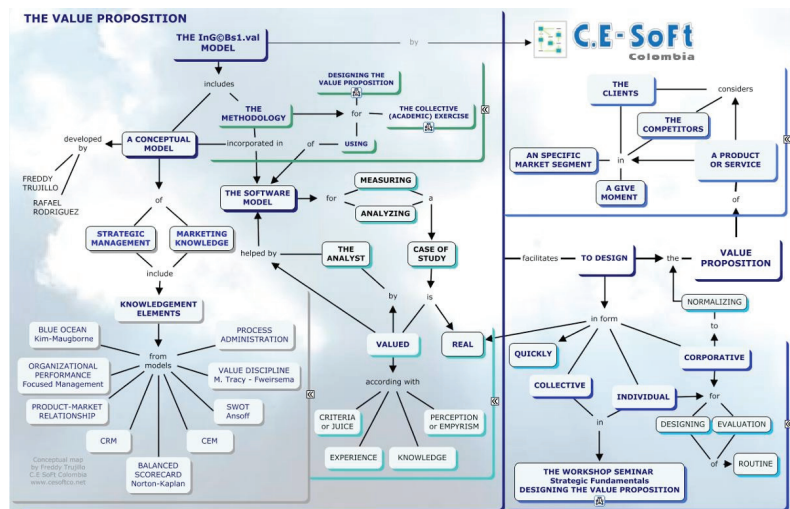 THE VALUE PROPOSITION
THE InG©Bs1.val
MODEL
by
C.E-SoFt
Colombia
includes
DESIGNING THE
VALUE PROPOSITION
THE
METHODOLOGY
for
THE COLLECTIVE
(ACADEMIC) EXERCISE
developed
by
A CONCEPTUAL
MODEL
incorporated in
of
USING
FREDDY
TRUJILLO
RAFAEL
RODRIGUEZ
THE CLIENTS
considers
THE
COMPETITORS
AN SPECIFIC
MARKET SEGMENT
in
A PRODUCT
OR SERVICE
A GIVE
MOMENT
of
THE SOFTWARE
MODEL
for
MEASURING
ANALYZING
a
of
STRATEGIC
MANAGEMENT
MARKETING
KNOWLEDGE
helped by
THE
ANALYST
CASE OF
STUDY
include
by
is
facilitates
TO DESIGN
the
VALUE
PROPOSITION
NORMALIZING
to
KNOWLEDGEMENT
ELEMENTS
VALUED
REAL
in form
QUICKLY
CORPORATIVE
BLUE OCEAN
Kim-Maugborne
PROCESS
ADMINISTRATION
from
models
ORGANIZATIONAL
PERFORMANCE
Focused Management
VALUE DISCIPLINE
M. Tracy - Fweirsema
PRODUCT-MARKET
RELATIONSHIP
SWOT
Ansoff
CRM
CEM
BALANCED
SCORECARD
Norton-Kaplan
according with
CRITERIA
or JUICE
PERCEPTION
or EMPYRISM
EXPERIENCE
KNOWLEDGE
COLLECTIVE
INDIVIDUAL
for
in
DESIGNING
EVALUATION
of
ROUTINE
THE WORKSHOP SEMINAR
Strategic Fundamentals
DESIGNING THE VALUE PROPOSITION
Conceptual map
by Freddy Trujillo
C.E Soft Colombia
www.cesoftco.net